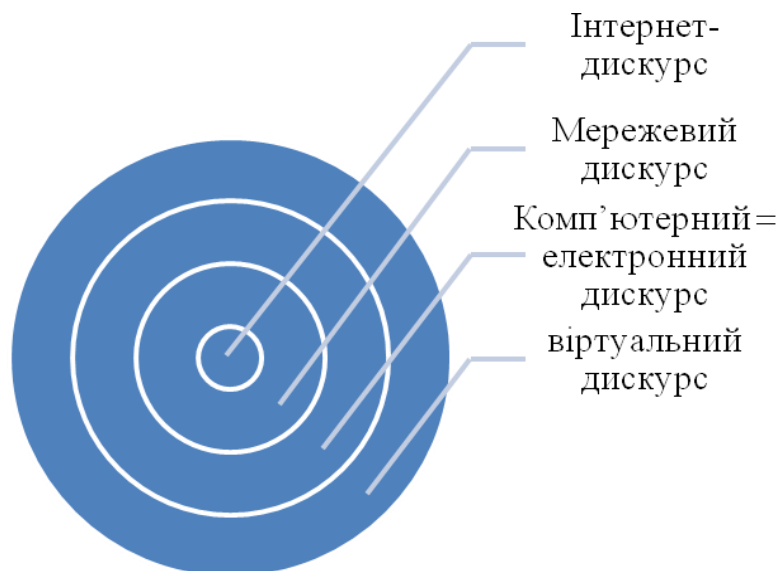 Інтернет-
дискурс
Мережевий
дискурс
Комп’ютерний=
електронний
дискурс
віртуальний
дискурс